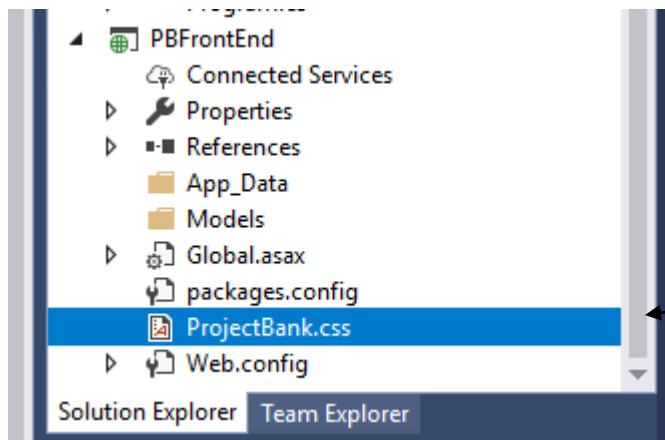 PBFrontEnd
Connected Services
Properties
References
App_Data
Models
Global.asax
packages.config
ProjectBank.css
Web.config
Solution Explorer Team Explorer